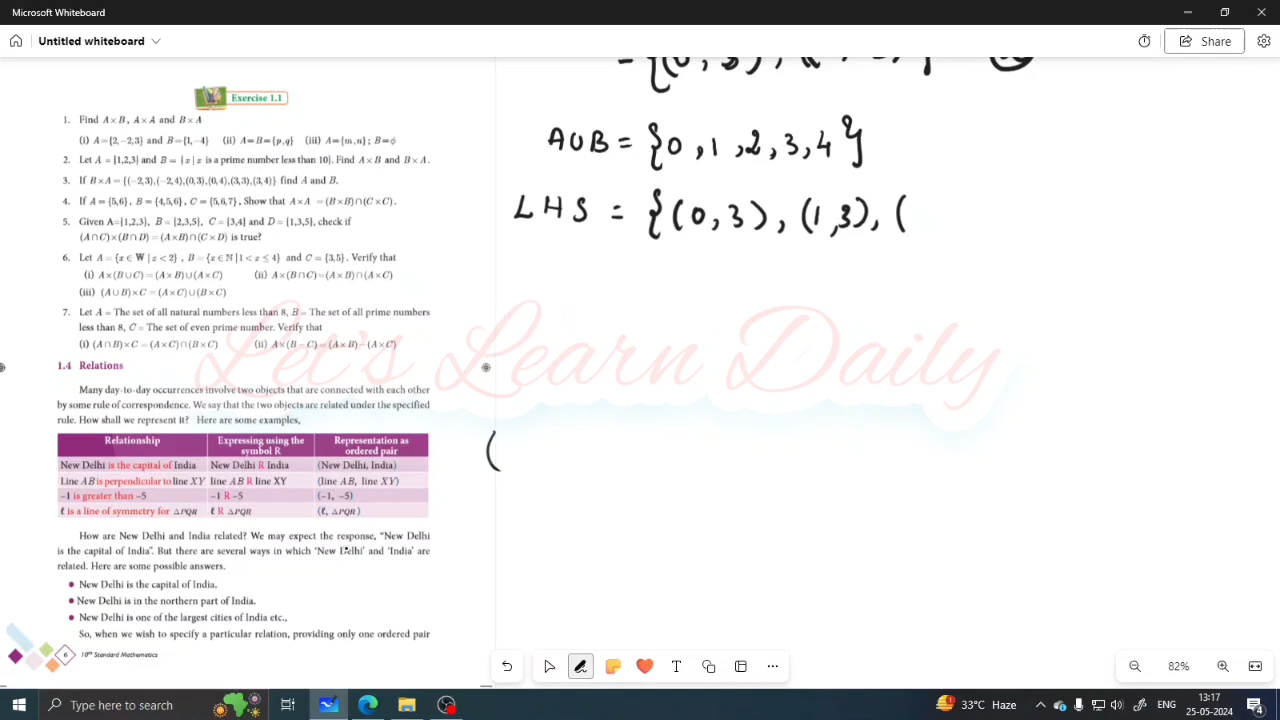 Microsoft Whiteboard
Untitled whiteboard
Share
Exercise 1.1
1. Find A×B, A×A and B×A
(i) A={2,−2,3} and B={1,−4} (ii) A=B={p,q} (iii) A={m,n}; B=ϕ
2. Let A = {1,2,3} and B = {x | x is a prime number less than 10}. Find A×B and B×A.
3. If B×A = {(−2,3),(−2,4),(0,3),(0,4),(3,3),(3,4)} find A and B.
4. If A = {5,6}, B = {4,5,6}, C = {5,6,7}, Show that A×A = (B×B)∩(C×C).
5. Given A={1,2,3}, B = {2,3,5}, C = {3,4} and D = {1,3,5}, check if
(A∩C)×(B∩D) = (A×B)∩(C×D) is true?
6. Let A = {x ∈ 𝕎 | x < 2}, B = {x ∈ ℕ | 1 < x ≤ 4} and C = {3,5}. Verify that
(i) A×(B∪C) = (A×B)∪(A×C) (ii) A×(B∩C) = (A×B)∩(A×C)
(iii) (A∪B)×C = (A×C)∪(B×C)
7. Let A = The set of all natural numbers less than 8, B = The set of all prime numbers
less than 8, C = The set of even prime number. Verify that
(i) (A∩B)×C = (A×C)∩(B×C) (ii) A×(B−C) = (A×B)−(A×C)
1.4 Relations
Many day-to-day occurrences involve two objects that are connected with each other
by some rule of correspondence. We say that the two objects are related under the specified
rule. How shall we represent it? Here are some examples,
Relationship Expressing using the symbol R Representation as ordered pair
New Delhi is the capital of India New Delhi R India (New Delhi, India)
Line AB is perpendicular to line XY line AB R line XY (line AB, line XY)
−1 is greater than −5 −1 R −5 (−1, −5)
ℓ is a line of symmetry for △PQR ℓ R △PQR (ℓ, △PQR)
How are New Delhi and India related? We may expect the response, “New Delhi
is the capital of India”. But there are several ways in which ‘New Delhi’ and ‘India’ are
related. Here are some possible answers.
• New Delhi is the capital of India.
• New Delhi is in the northern part of India.
• New Delhi is one of the largest cities of India etc.,
So, when we wish to specify a particular relation, providing only one ordered pair
6 10th Standard Mathematics
A∪B = {0,1,2,3,4}
LHS = {(0,3),(1,3),(
(
Let's Learn Daily
82%
Type here to search
33°C Haze
ENG
13:17
25-05-2024
4